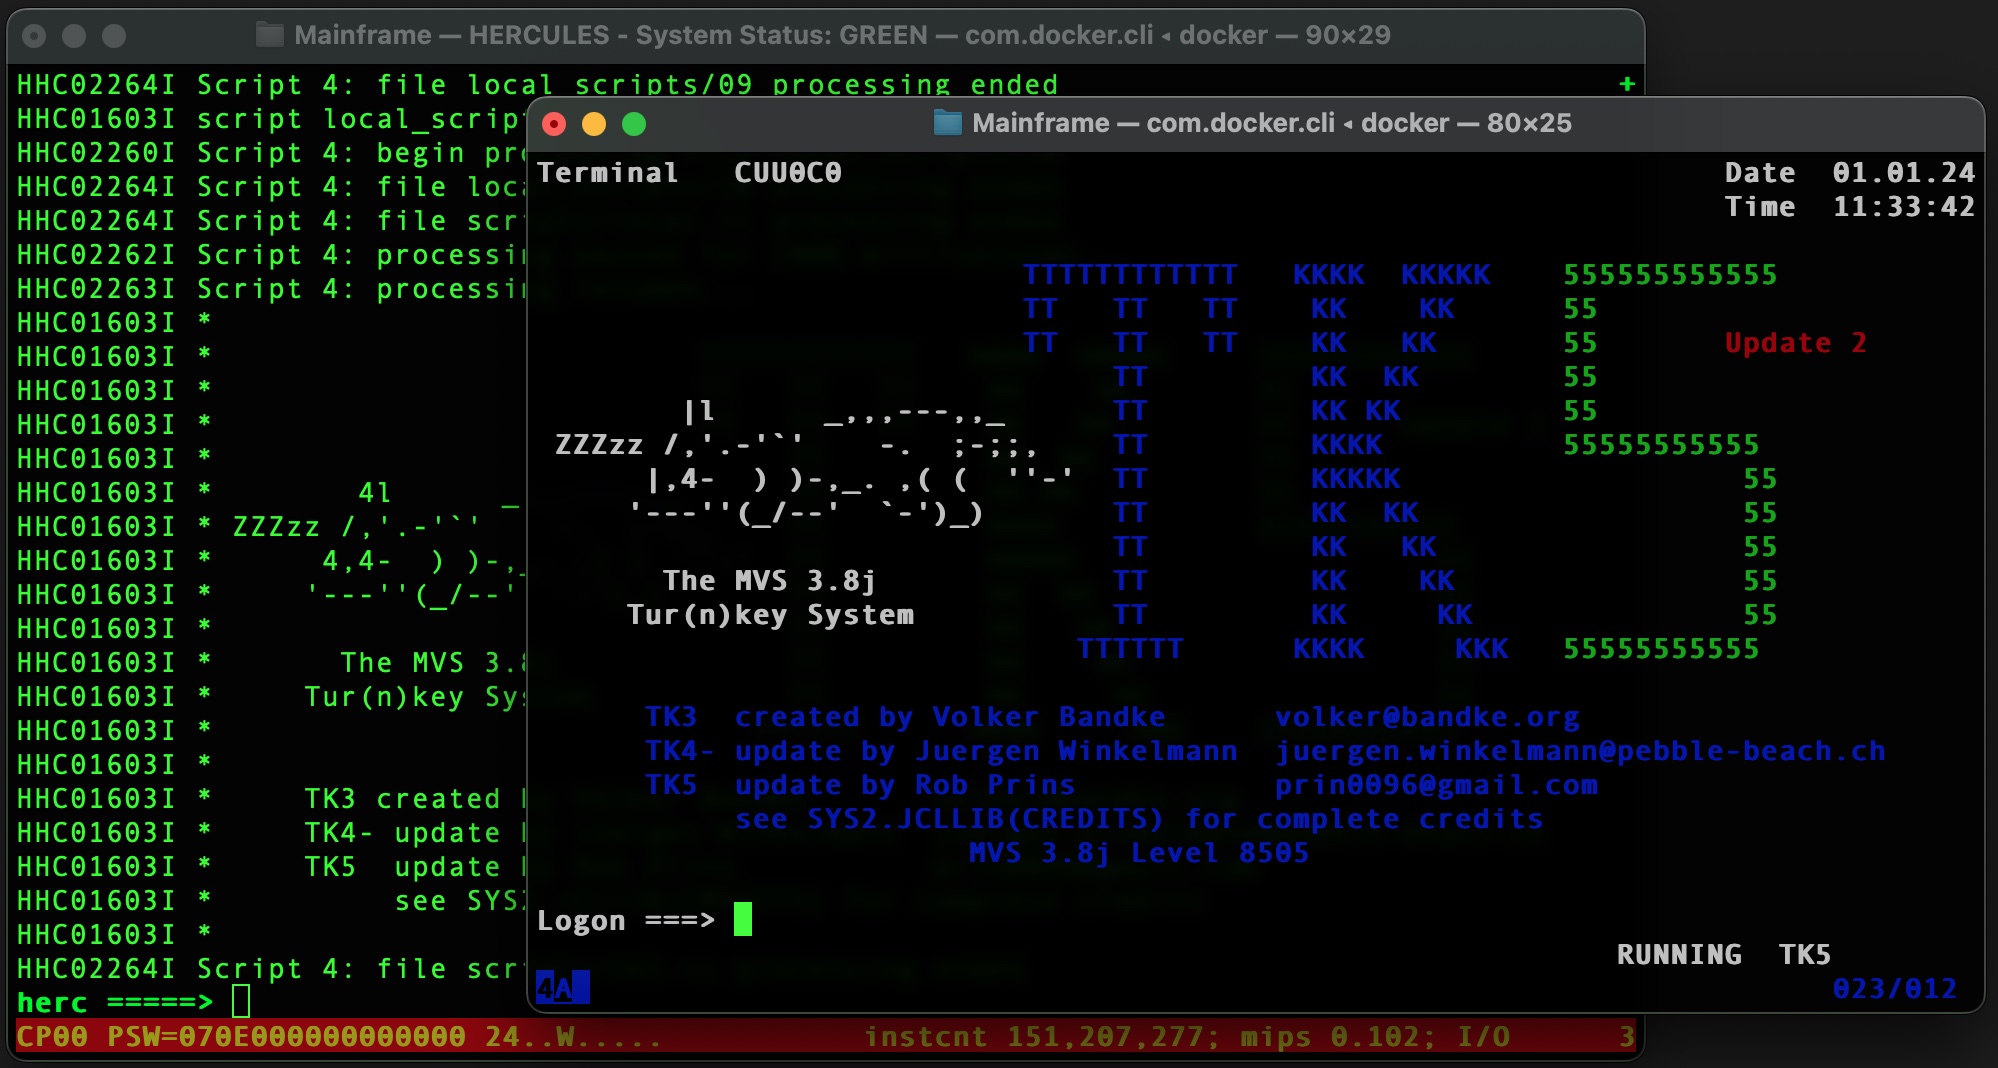 Mainframe — HERCULES - System Status: GREEN — com.docker.cli ◂ docker — 90×29
HHC02264I Script 4: file local_scripts/09 processing ended +
HHC01603I script local_script
HHC02260I Script 4: begin
HHC02264I Script 4: file
HHC02264I Script 4: file
HHC02262I Script 4:
HHC02263I Script 4:
HHC01603I *
HHC01603I *
HHC01603I *
HHC01603I *
HHC01603I *
HHC01603I *        4l      _
HHC01603I * ZZZzz /,'.-'`'
HHC01603I *      4,4-  ) )-,_
HHC01603I *     '---''(_/--'
HHC01603I *
HHC01603I *       The MVS 3.8
HHC01603I *     Tur(n)key Sys
HHC01603I *
HHC01603I *
HHC01603I *     TK3 created
HHC01603I *     TK4- update
HHC01603I *     TK5  update
HHC01603I *          see SYS2
HHC01603I *
HHC02264I Script 4: file
herc =====>
CP00 PSW=070E000000000000 24..W..... instcnt 151,207,277; mips 0.102; I/O 3
Mainframe — com.docker.cli ◂ docker — 80×25
Terminal   CUU0C0                                                 Date  01.01.24
                                                                  Time  11:33:42
                           TTTTTTTTTTTT   KKKK  KKKKK    555555555555
                           TT   TT   TT    KK    KK      55
                           TT   TT   TT    KK   KK       55       Update 2
                                TT         KK  KK        55
        |l      _,,,---,,_      TT         KK KK         55
 ZZZzz /,'.-'`'    -.  ;-;;,    TT         KKKK          55555555555
      |,4-  ) )-,_. ,( (  ''-'  TT         KKKKK                   55
     '---''(_/--'  `-')_)       TT         KK  KK                  55
                                TT         KK   KK                 55
       The MVS 3.8j             TT         KK    KK                55
     Tur(n)key System           TT         KK     KK               55
                              TTTTTT      KKKK     KKK   55555555555
      TK3  created by Volker Bandke      volker@bandke.org
      TK4- update by Juergen Winkelmann  juergen.winkelmann@pebble-beach.ch
      TK5  update by Rob Prins           prin0096@gmail.com
           see SYS2.JCLLIB(CREDITS) for complete credits
                        MVS 3.8j Level 8505
Logon ===>
                                                            RUNNING  TK5
4A                                                                      023/012